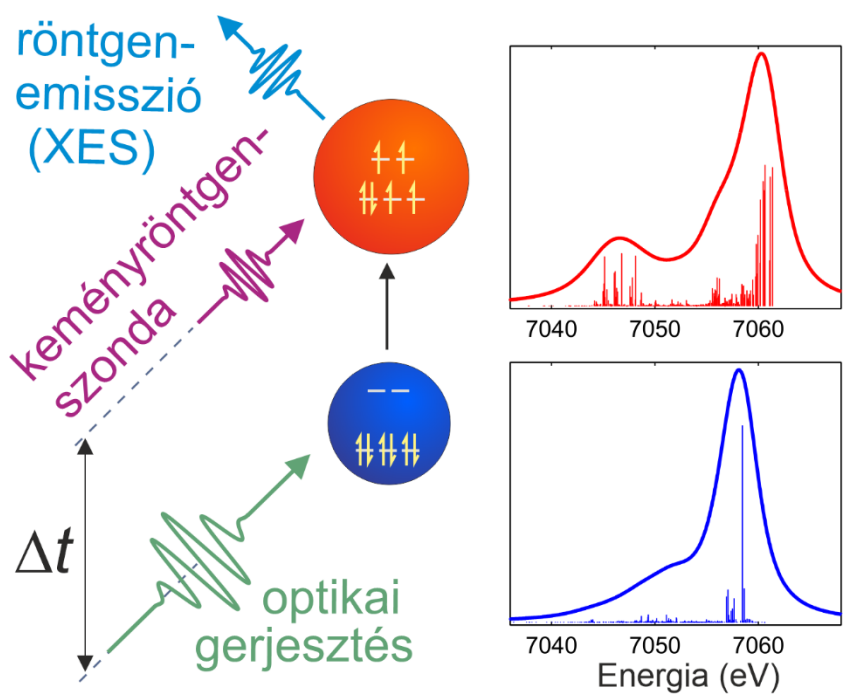 röntgen-
emisszió
(XES)
keményröntgen-
szonda
Δt
optikai
gerjesztés
7040 7050 7060
7040 7050 7060
Energia (eV)